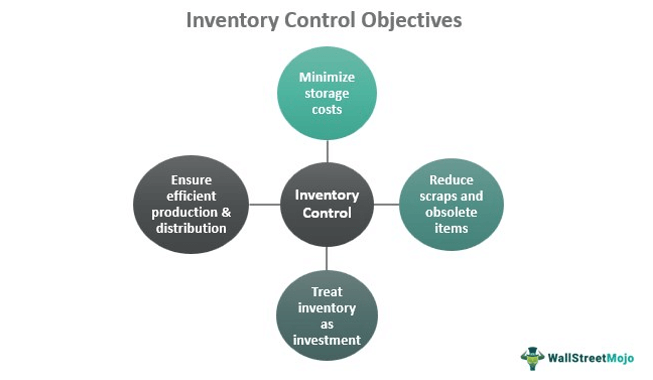 Inventory Control Objectives
Minimize
storage
costs
Ensure
efficient
production &
distribution
Inventory
Control
Reduce
scraps and
obsolete
items
Treat
inventory
as
investment
WallStreetMojo